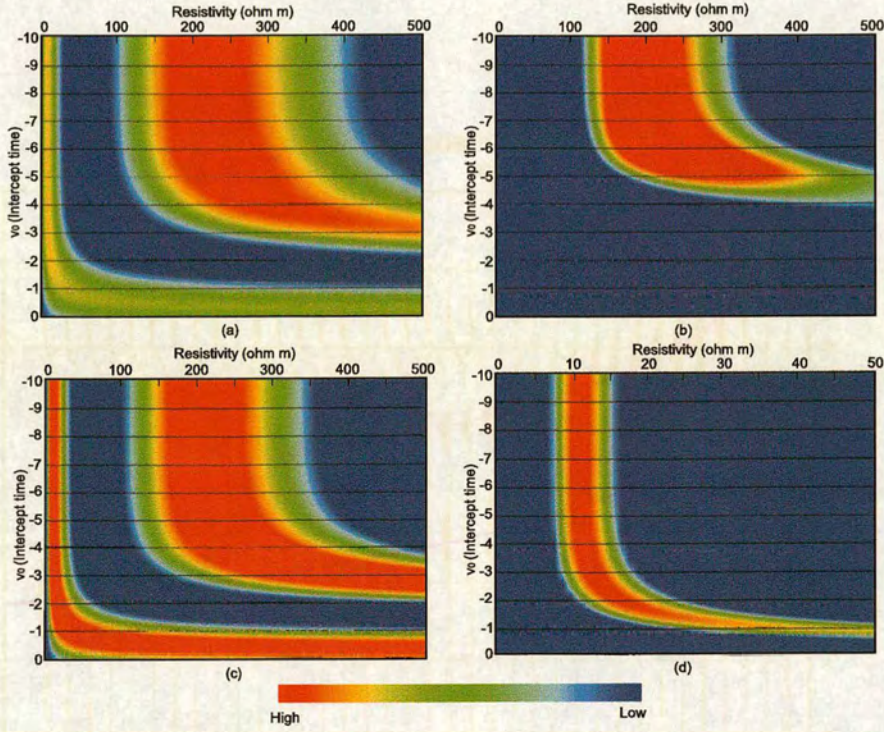 Resistivity (ohm m)
0 100 200 300 400 500
-10
-9
-8
-7
-6
-5
-4
-3
-2
-1
0
v₀ (Intercept time)
(a)
Resistivity (ohm m)
0 100 200 300 400 500
-10
-9
-8
-7
-6
-5
-4
-3
-2
-1
0
v₀ (Intercept time)
(b)
Resistivity (ohm m)
0 100 200 300 400 500
-10
-9
-8
-7
-6
-5
-4
-3
-2
-1
0
v₀ (Intercept time)
(c)
Resistivity (ohm m)
0 10 20 30 40 50
-10
-9
-8
-7
-6
-5
-4
-3
-2
-1
0
v₀ (Intercept time)
(d)
High Low